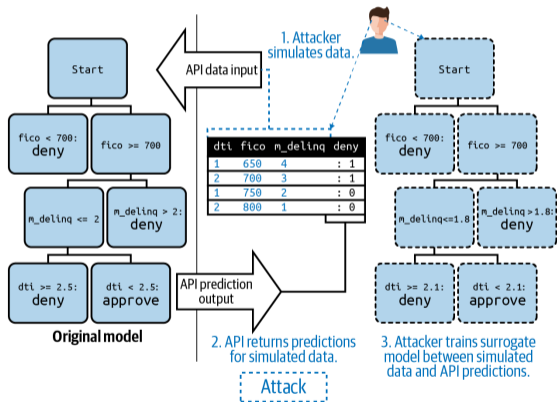 1. Attacker
simulates data.
API data input
Start
fico < 700:
deny
fico >= 700
m_delinq <= 2
m_delinq > 2:
deny
dti >= 2.5:
deny
dti < 2.5:
approve
Original model
dti fico m_delinq deny
1 650 4 : 1
2 700 3 : 1
1 750 2 : 0
2 800 1 : 0
API prediction
output
2. API returns predictions
for simulated data.
Attack
Start
fico < 700:
deny
fico >= 700
m_delinq<=1.8
m_delinq>1.8:
deny
dti >= 2.1:
deny
dti < 2.1:
approve
3. Attacker trains surrogate
model between simulated
data and API predictions.